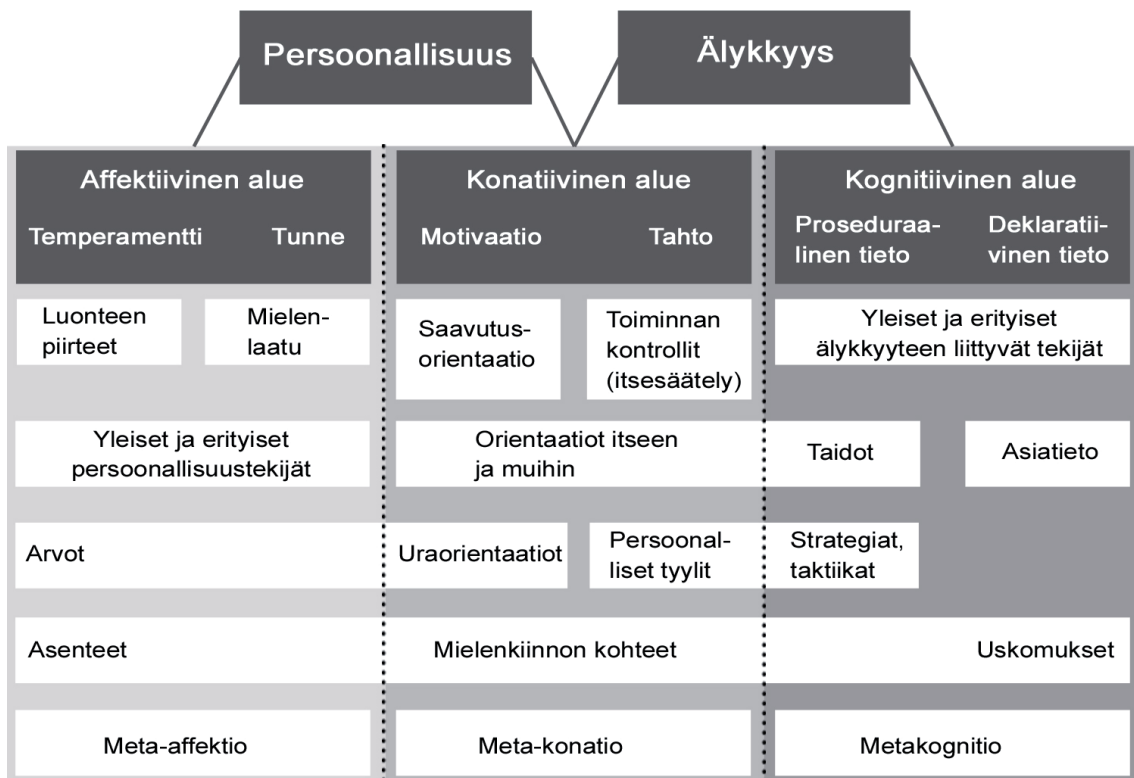 Persoonallisuus
Älykkyys
Affektiivinen alue
Temperamentti
Tunne
Konatiivinen alue
Motivaatio
Tahto
Kognitiivinen alue
Proseduraa-
linen tieto
Deklaratii-
vinen tieto
Luonteen
piirteet
Mielen-
laatu
Saavutus-
orientaatio
Toiminnan
kontrollit
(itsesäätely)
Yleiset ja erityiset
älykkyyteen liittyvät tekijät
Yleiset ja erityiset
persoonallisuustekijät
Orientaatiot itseen
ja muihin
Taidot
Asiatieto
Arvot
Uraorientaatiot
Persoonal-
liset tyylit
Strategiat,
taktiikat
Asenteet
Mielenkiinnon kohteet
Uskomukset
Meta-affektio
Meta-konatio
Metakognitio